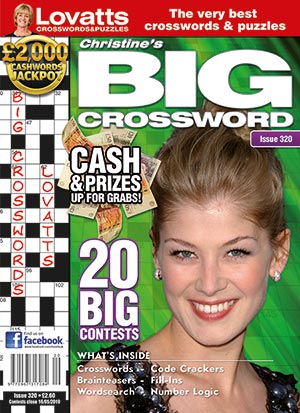 Lovatts
CROSSWORDS&PUZZLES
The very best
crosswords & puzzles
£2,000
CASHWORDS
JACKPOT
Christine's
BIG
CROSSWORD
Issue 320
BIG CROSSWORDS
LOVATTS
CASH
& PRIZES
UP FOR GRABS!
20
BIG
CONTESTS
WHAT'S INSIDE
Crosswords - Code Crackers
Brainteasers - Fill-Ins
Wordsearch - Number Logic
Find us on
facebook
Issue 320 • £2.60